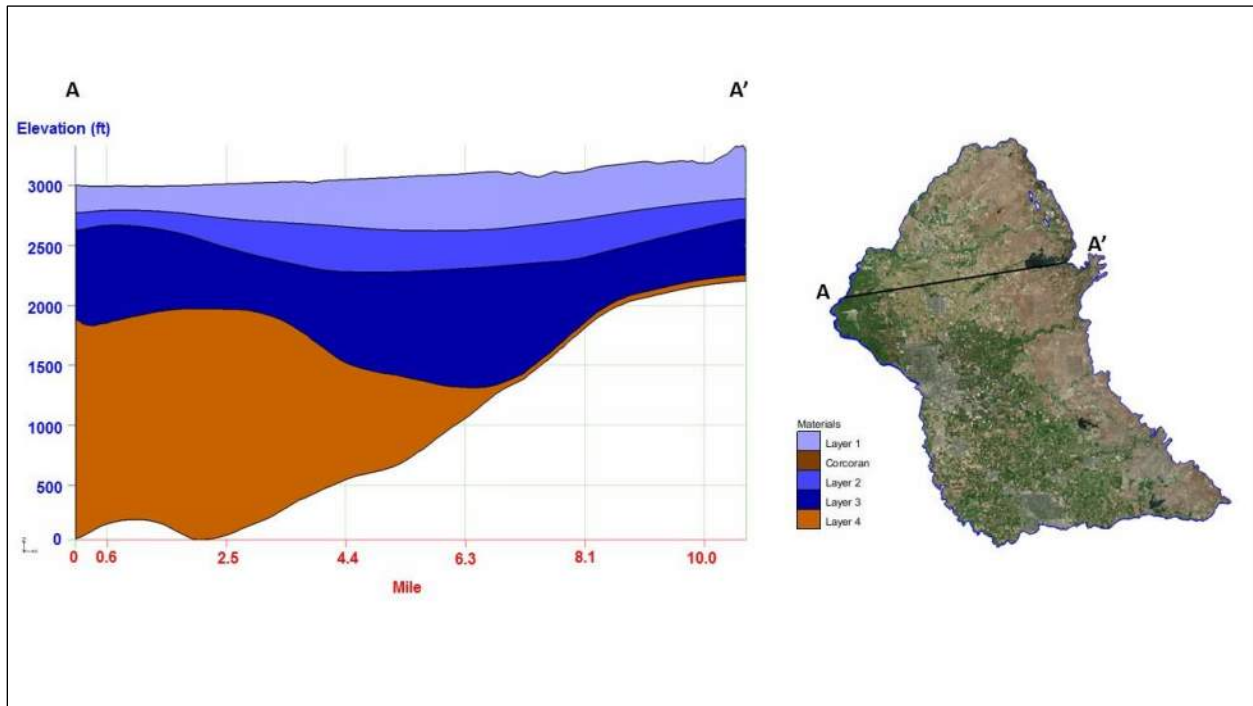 A
A'
Elevation (ft)
3000
2500
2000
1500
1000
500
0
0 0.6 2.5 4.4 6.3 8.1 10.0
Mile
A
A'
Materials
Layer 1
Corcoran
Layer 2
Layer 3
Layer 4